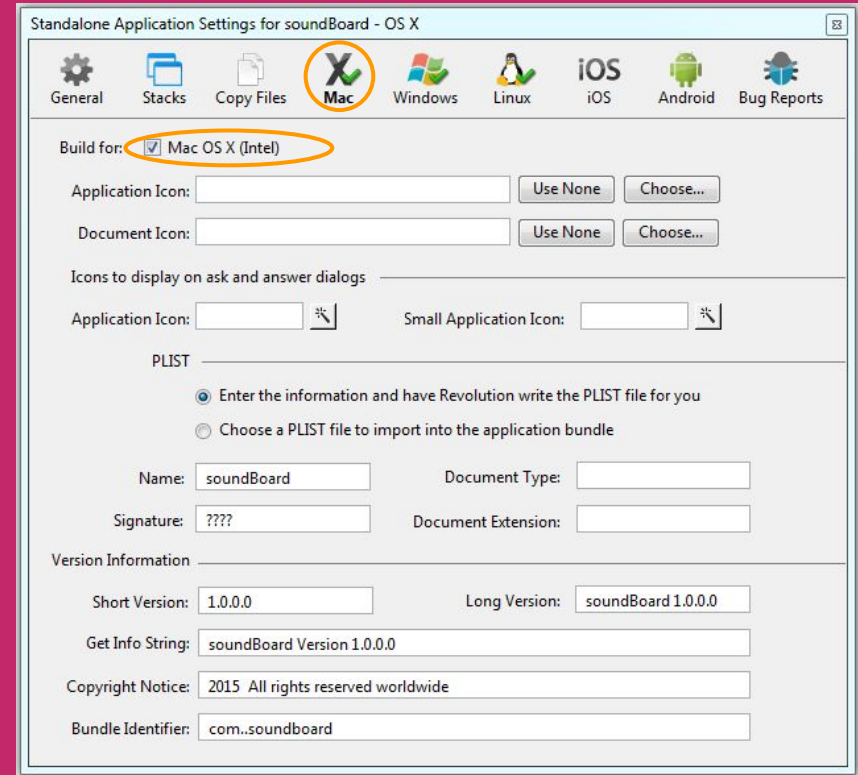 Standalone Application Settings for soundBoard - OS X
General Stacks Copy Files Mac Windows Linux iOS iOS Android Bug Reports
Build for: Mac OS X (Intel)
Application Icon: Use None Choose...
Document Icon: Use None Choose...
Icons to display on ask and answer dialogs
Application Icon: Small Application Icon:
PLIST
Enter the information and have Revolution write the PLIST file for you
Choose a PLIST file to import into the application bundle
Name: soundBoard Document Type:
Signature: ???? Document Extension:
Version Information
Short Version: 1.0.0.0 Long Version: soundBoard 1.0.0.0
Get Info String: soundBoard Version 1.0.0.0
Copyright Notice: 2015 All rights reserved worldwide
Bundle Identifier: com..soundboard